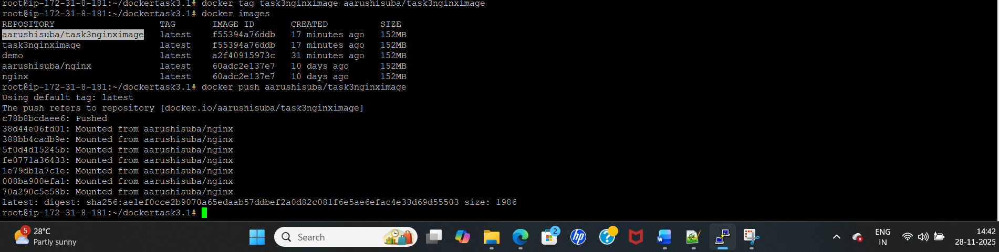 root@ip-172-31-8-181:~/dockertask3.1# docker tag task3nginximage aarushisuba/task3nginximage
root@ip-172-31-8-181:~/dockertask3.1# docker images
REPOSITORY TAG IMAGE ID CREATED SIZE
aarushisuba/task3nginximage latest f55394a76ddb 17 minutes ago 152MB
task3nginximage latest f55394a76ddb 17 minutes ago 152MB
demo latest a2f40915973c 31 minutes ago 152MB
aarushisuba/nginx latest 60adc2e137e7 10 days ago 152MB
nginx latest 60adc2e137e7 10 days ago 152MB
root@ip-172-31-8-181:~/dockertask3.1# docker push aarushisuba/task3nginximage
Using default tag: latest
The push refers to repository [docker.io/aarushisuba/task3nginximage]
c78b8bcdaee6: Pushed
38d44e06fd01: Mounted from aarushisuba/nginx
388bb4cadb9e: Mounted from aarushisuba/nginx
5f0d4d15245b: Mounted from aarushisuba/nginx
fe0771a36433: Mounted from aarushisuba/nginx
1e79db1a7c1e: Mounted from aarushisuba/nginx
008ba900efa1: Mounted from aarushisuba/nginx
70a290c5e58b: Mounted from aarushisuba/nginx
latest: digest: sha256:ae1ef0cce2b9070a65edaab57ddbef2a0d82c081f6e5ae6efac4e33d69d55503 size: 1986
root@ip-172-31-8-181:~/dockertask3.1#
5
28°C
Partly sunny
Search
2
hp
?
W
ENG
IN
14:42
28-11-2025